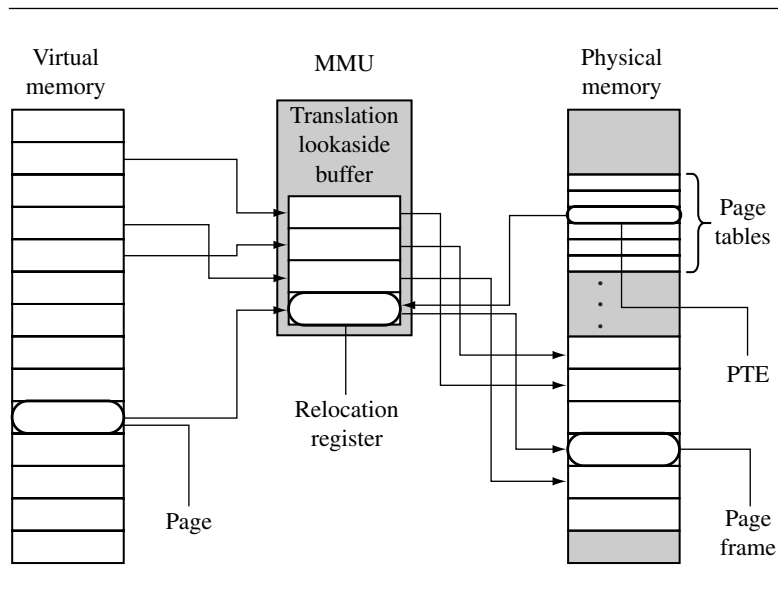 Virtual
memory
MMU
Physical
memory
Translation
lookaside
buffer
Page
tables
PTE
Relocation
register
Page
Page
frame